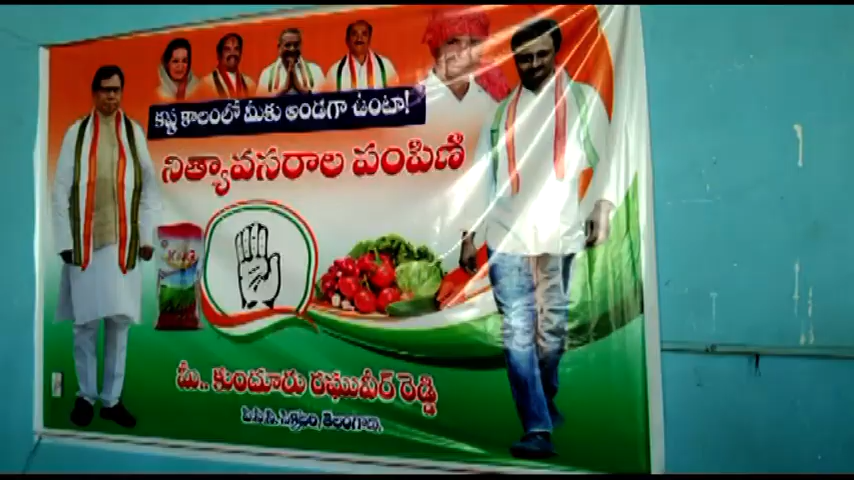 కష్ట కాలంలో మీకు అండగా ఉంటా!
నిత్యావసరాల పంపిణి
మీ.. కుందూరు రఘువీర్ రెడ్డి
తెలంగాణ